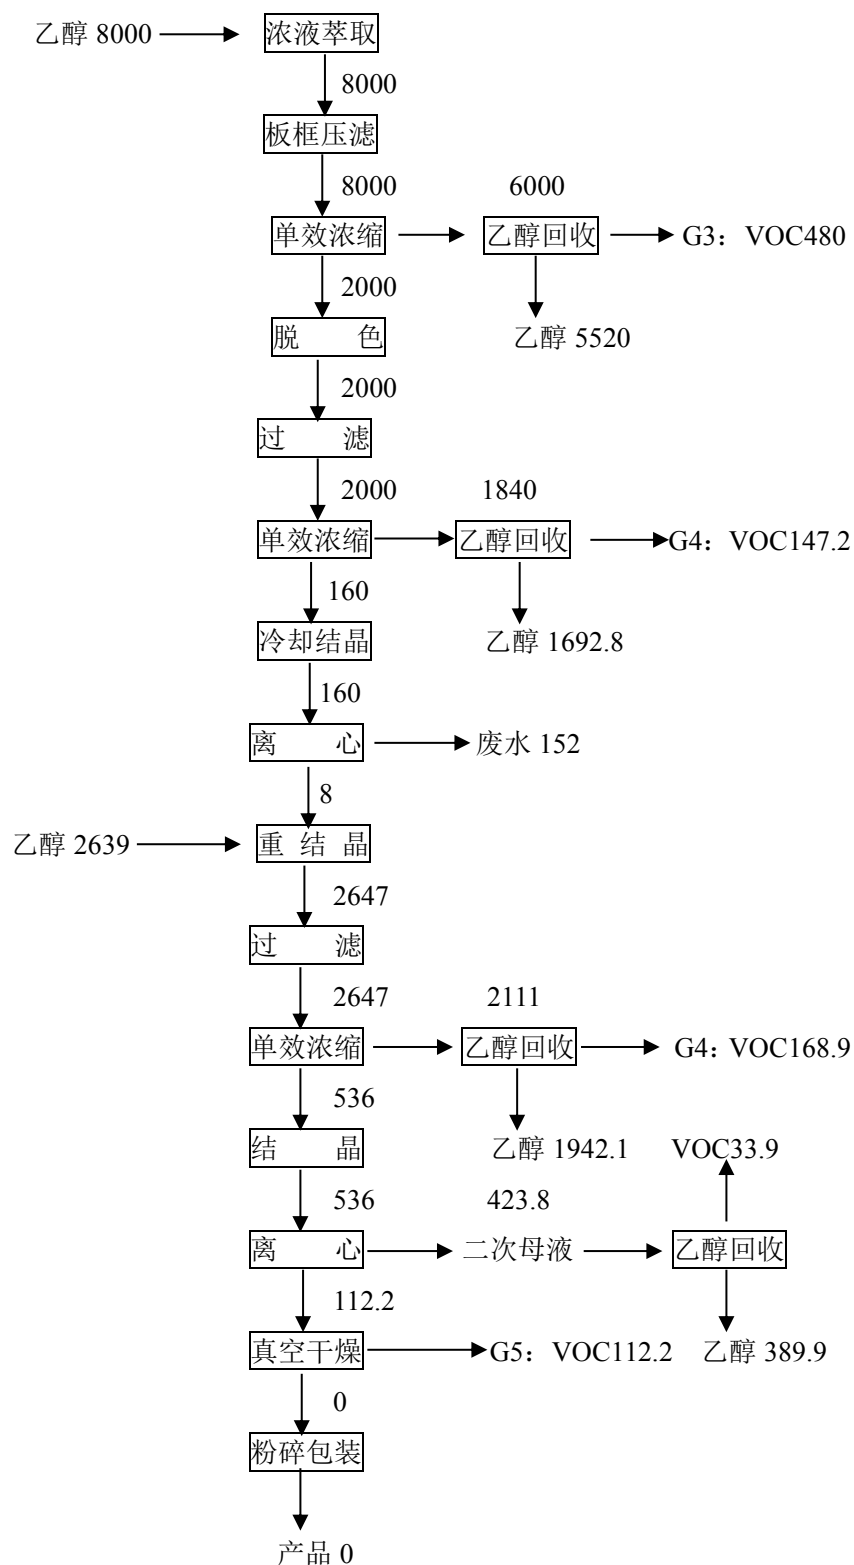 乙醇 8000
浓液萃取
8000
板框压滤
8000
6000
单效浓缩
乙醇回收
G3：VOC480
2000
乙醇 5520
脱 色
2000
过 滤
2000
1840
单效浓缩
乙醇回收
G4：VOC147.2
160
乙醇 1692.8
冷却结晶
160
离 心
废水 152
8
乙醇 2639
重 结 晶
2647
过 滤
2647
2111
单效浓缩
乙醇回收
G4：VOC168.9
536
乙醇 1942.1
VOC33.9
结 晶
536
423.8
离 心
二次母液
乙醇回收
112.2
真空干燥
G5：VOC112.2
乙醇 389.9
0
粉碎包装
产品 0